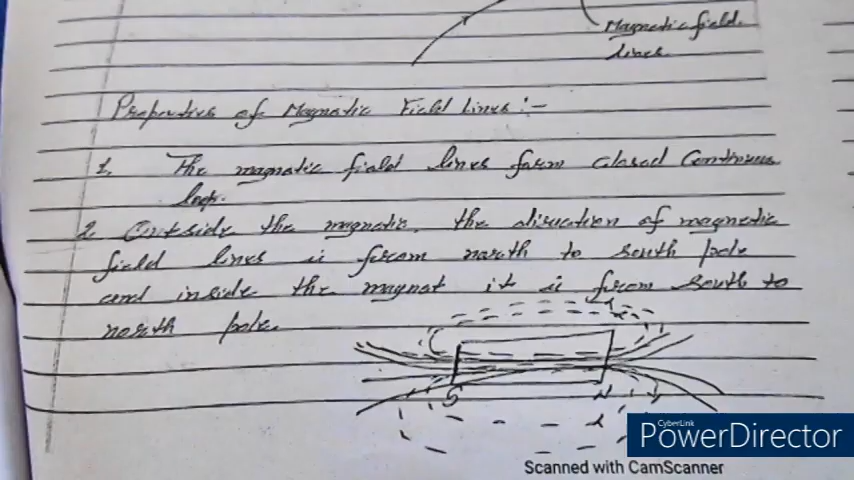 Magnetic field
lines
Properties of Magnetic Field Lines :-
1. The magnetic field lines form closed continuous
loop.
2. Outside the magnetic, the direction of magnetic
field lines is from north to south pole
and inside the magnet it is from south to
north pole.
S N
CyberLink
PowerDirector
Scanned with CamScanner